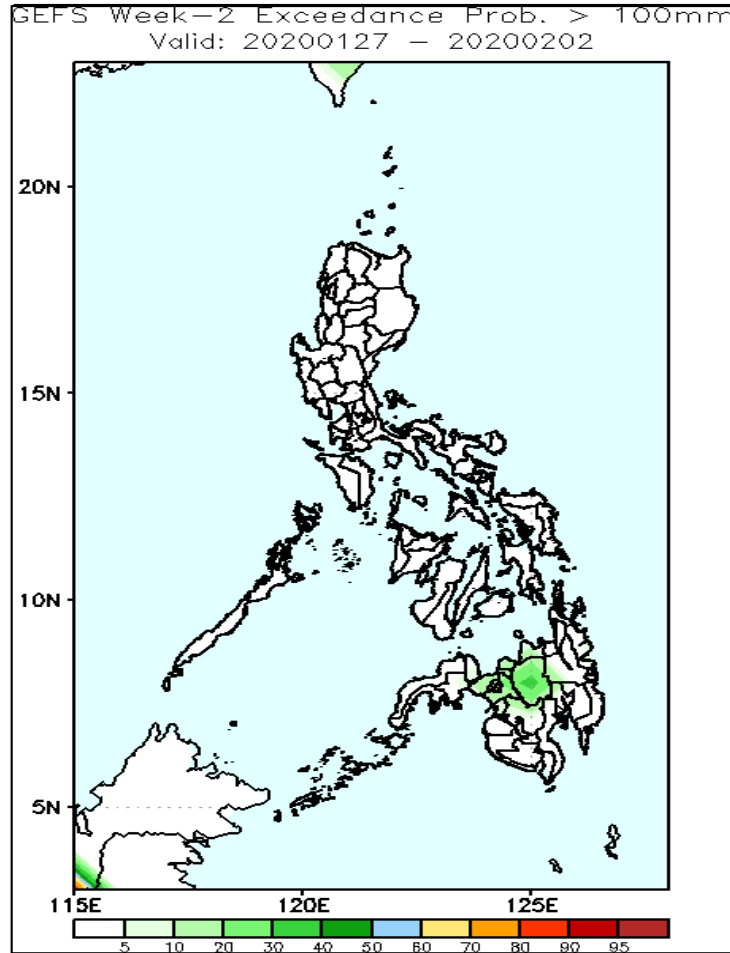 GEFS Week-2 Exceedance Prob. > 100mm
Valid: 20200127 - 20200202
20N
15N
10N
5N
115E 120E 125E
5 10 20 30 40 50 60 70 80 90 95